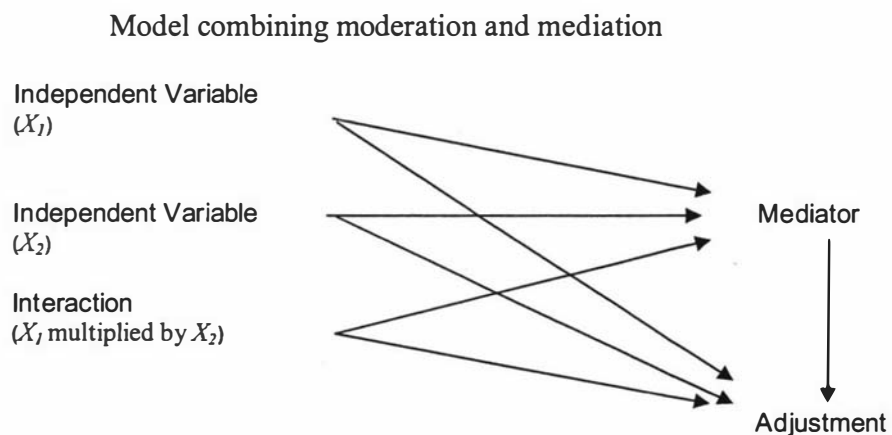 Model combining moderation and mediation
Independent Variable
(X1)
Independent Variable
(X2)
Mediator
Interaction
(X1 multiplied by X2)
Adjustment